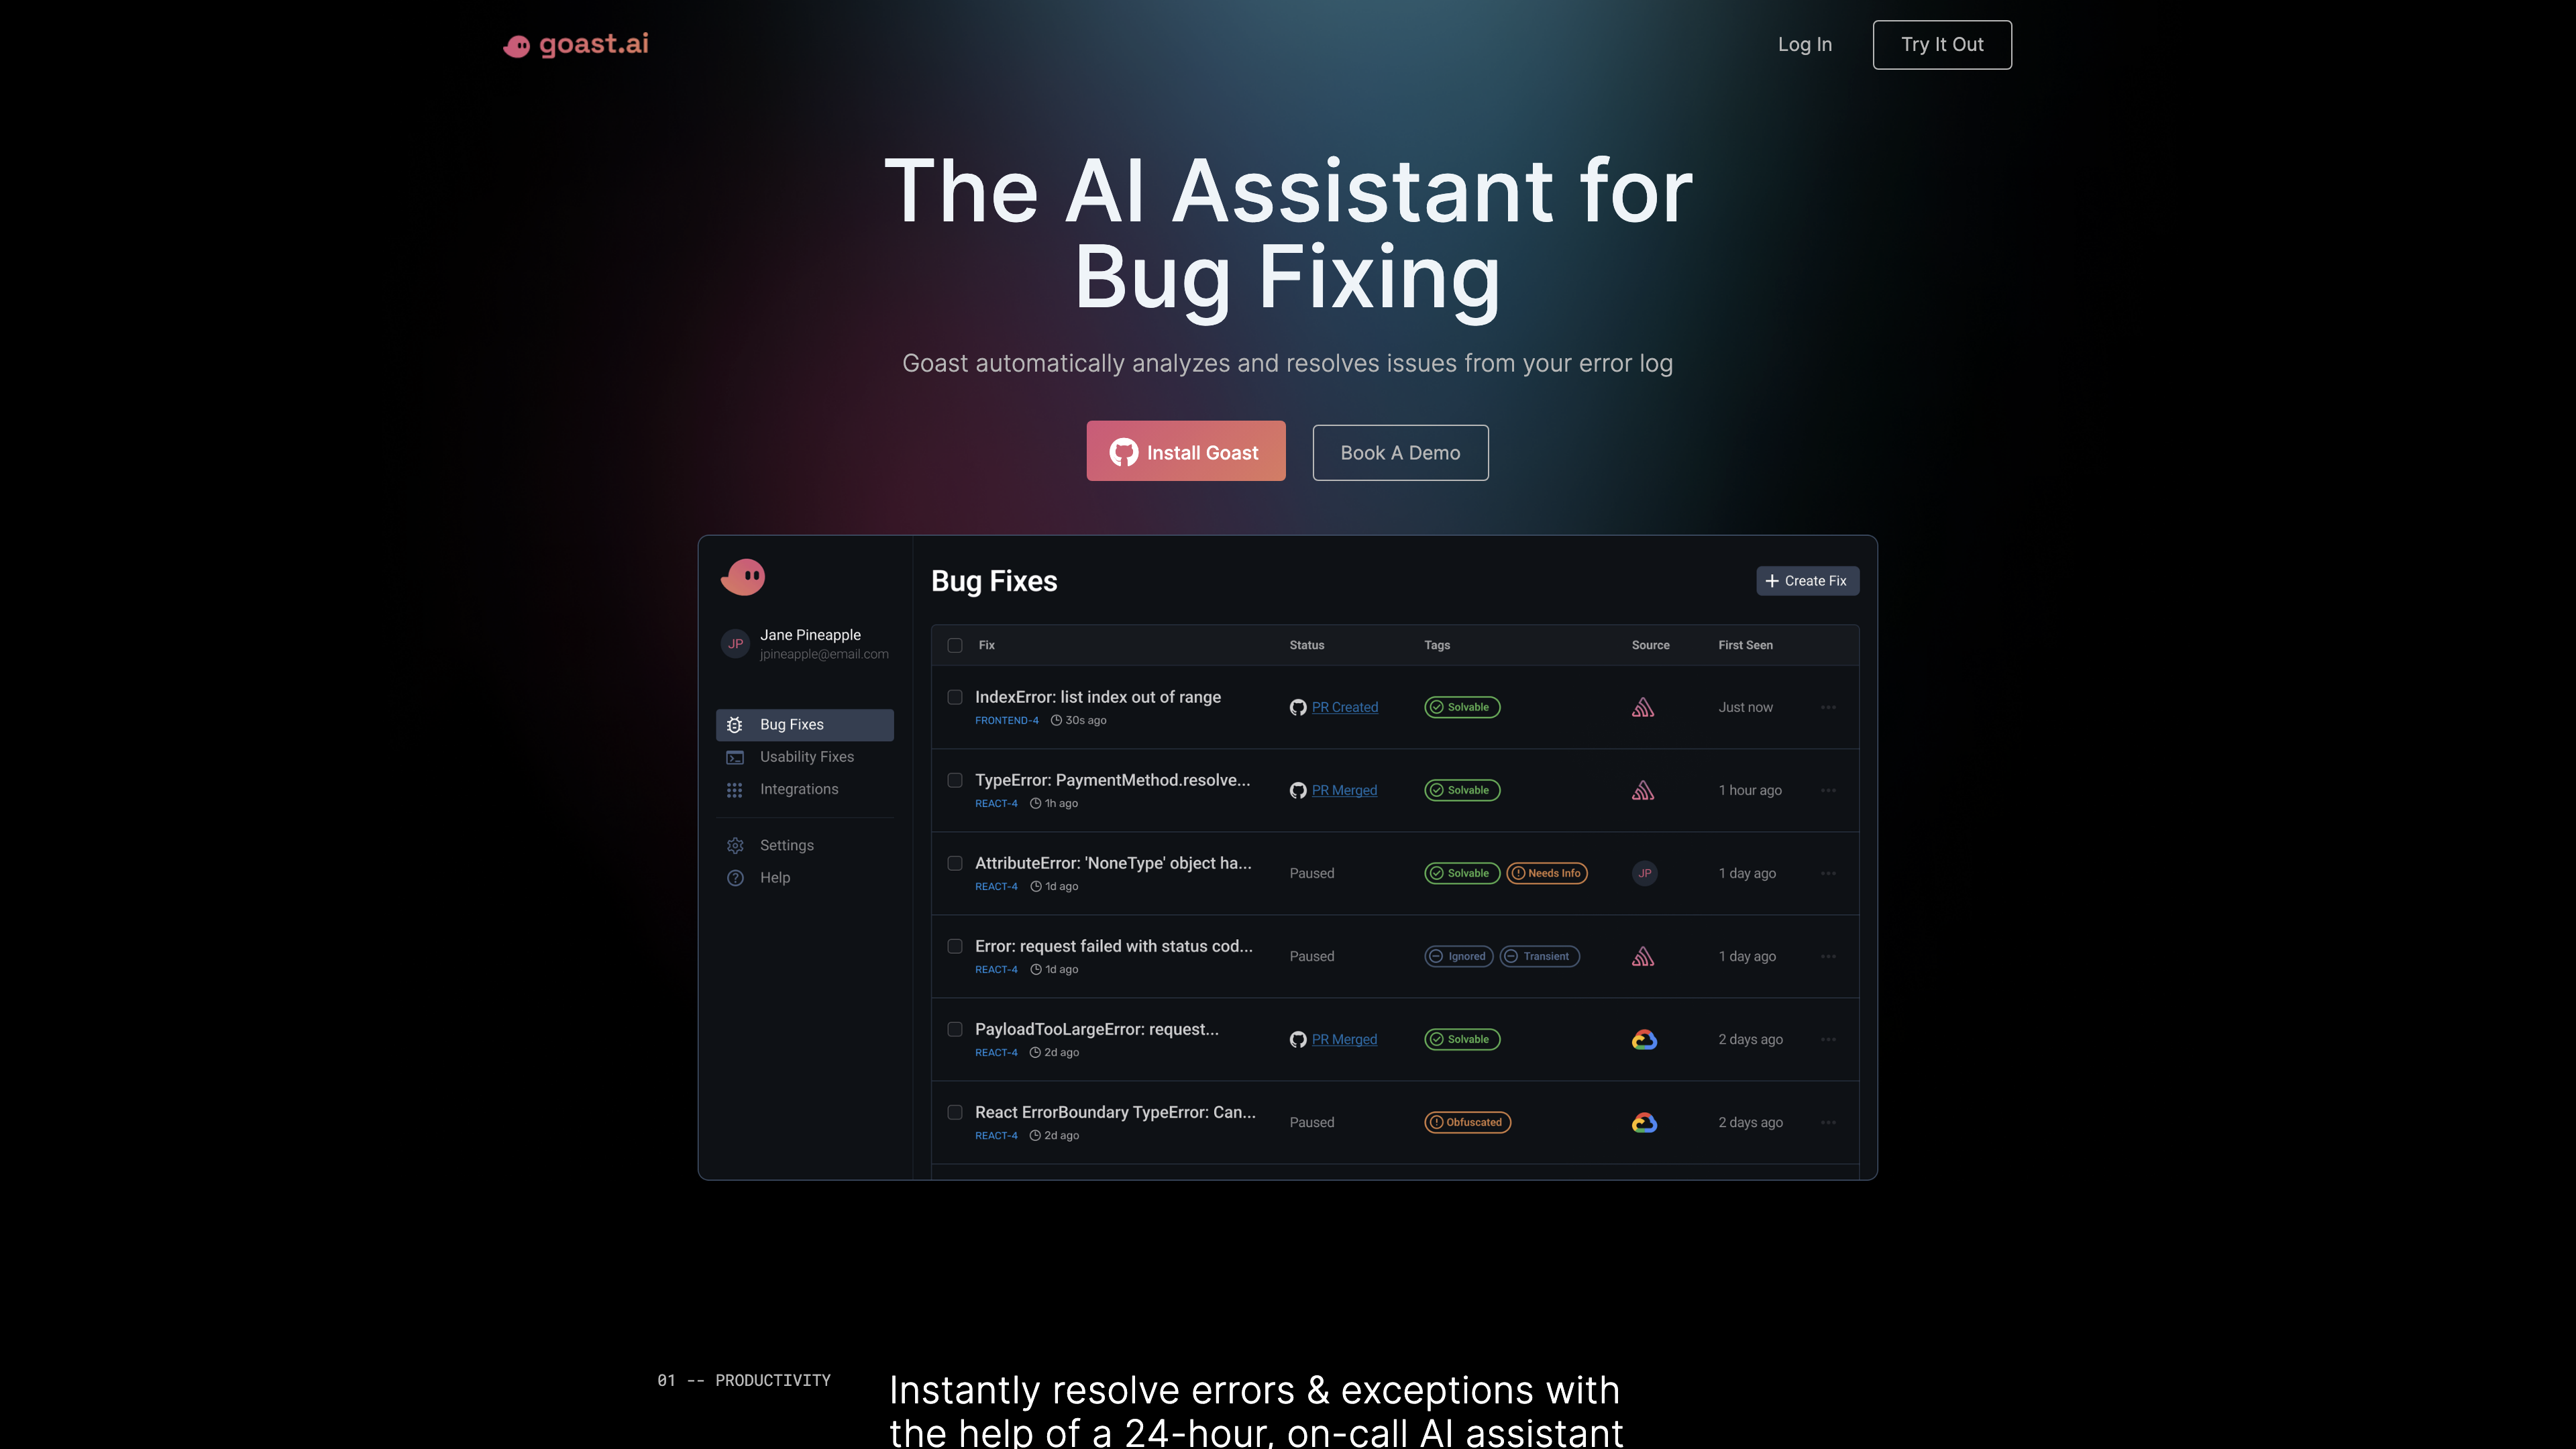 goast.ai
Log In
Try It Out
The AI Assistant for
Bug Fixing
Goast automatically analyzes and resolves issues from your error log
Install Goast
Book A Demo
Jane Pineapple
JP
jpineapple@email.com
Bug Fixes
Usability Fixes
Integrations
Settings
Help
Bug Fixes
Create Fix
Fix Status Tags Source First Seen
IndexError: list index out of range
FRONTEND-4 30s ago
PR Created Solvable Just now
TypeError: PaymentMethod.resolve...
REACT-4 1h ago
PR Merged Solvable 1 hour ago
AttributeError: 'NoneType' object ha...
REACT-4 1d ago
Paused Solvable Needs Info JP 1 day ago
Error: request failed with status cod...
REACT-4 1d ago
Paused Ignored Transient 1 day ago
PayloadTooLargeError: request...
REACT-4 2d ago
PR Merged Solvable 2 days ago
React ErrorBoundary TypeError: Can...
REACT-4 2d ago
Paused Obfuscated 2 days ago
01 -- PRODUCTIVITY
Instantly resolve errors & exceptions with
the help of a 24-hour, on-call AI assistant